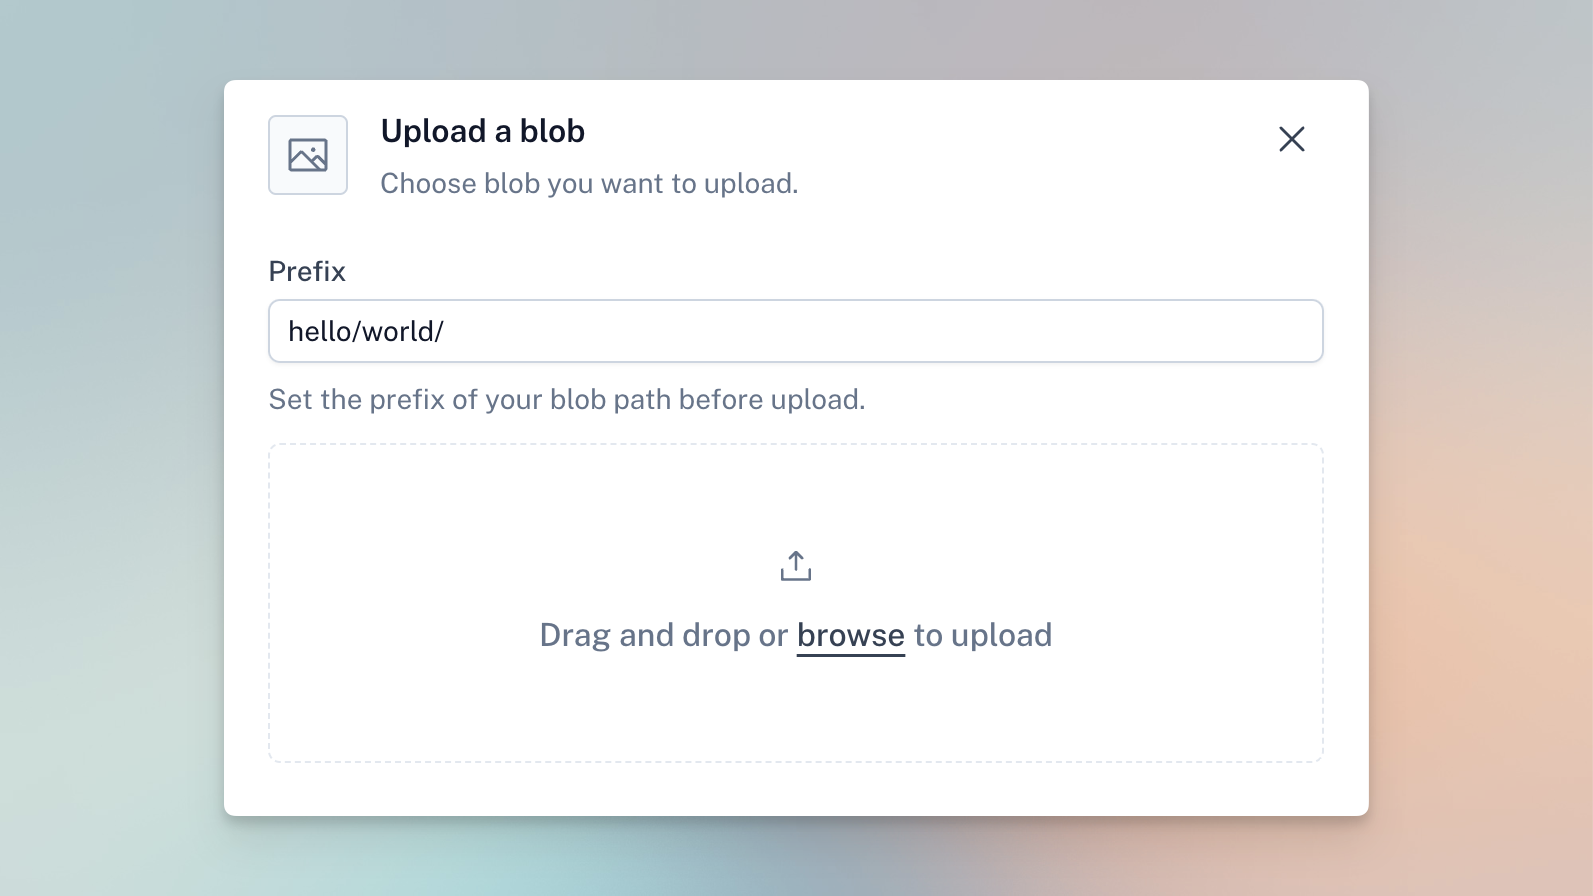 Upload a blob
Choose blob you want to upload.
Prefix
hello/world/
Set the prefix of your blob path before upload.
Drag and drop or browse to upload